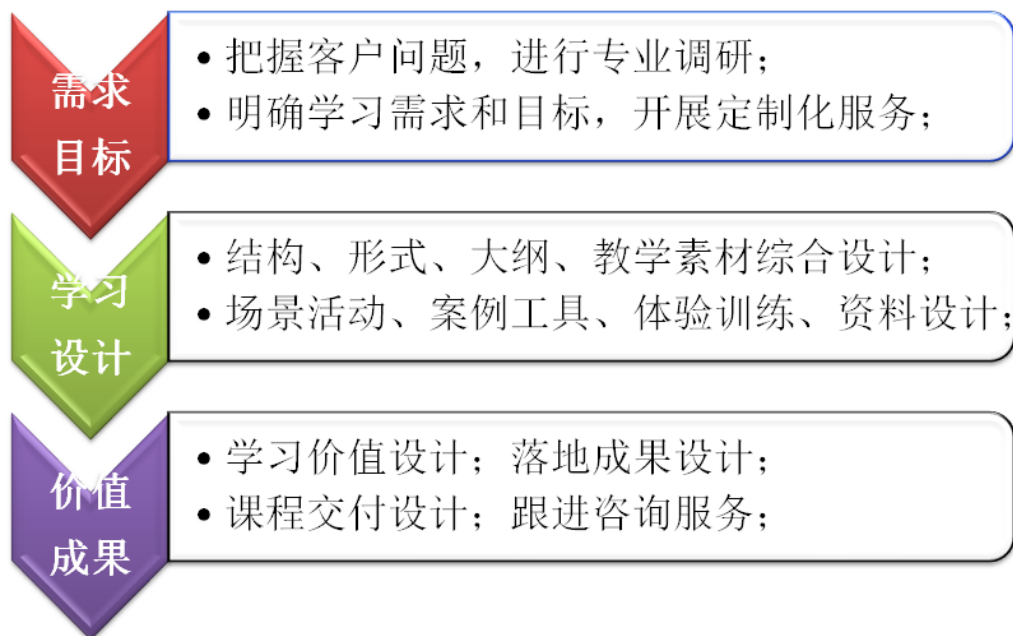 需求
目标
• 把握客户问题，进行专业调研；
• 明确学习需求和目标，开展定制化服务；
学习
设计
• 结构、形式、大纲、教学素材综合设计；
• 场景活动、案例工具、体验训练、资料设计；
价值
成果
• 学习价值设计；落地成果设计；
• 课程交付设计；跟进咨询服务；